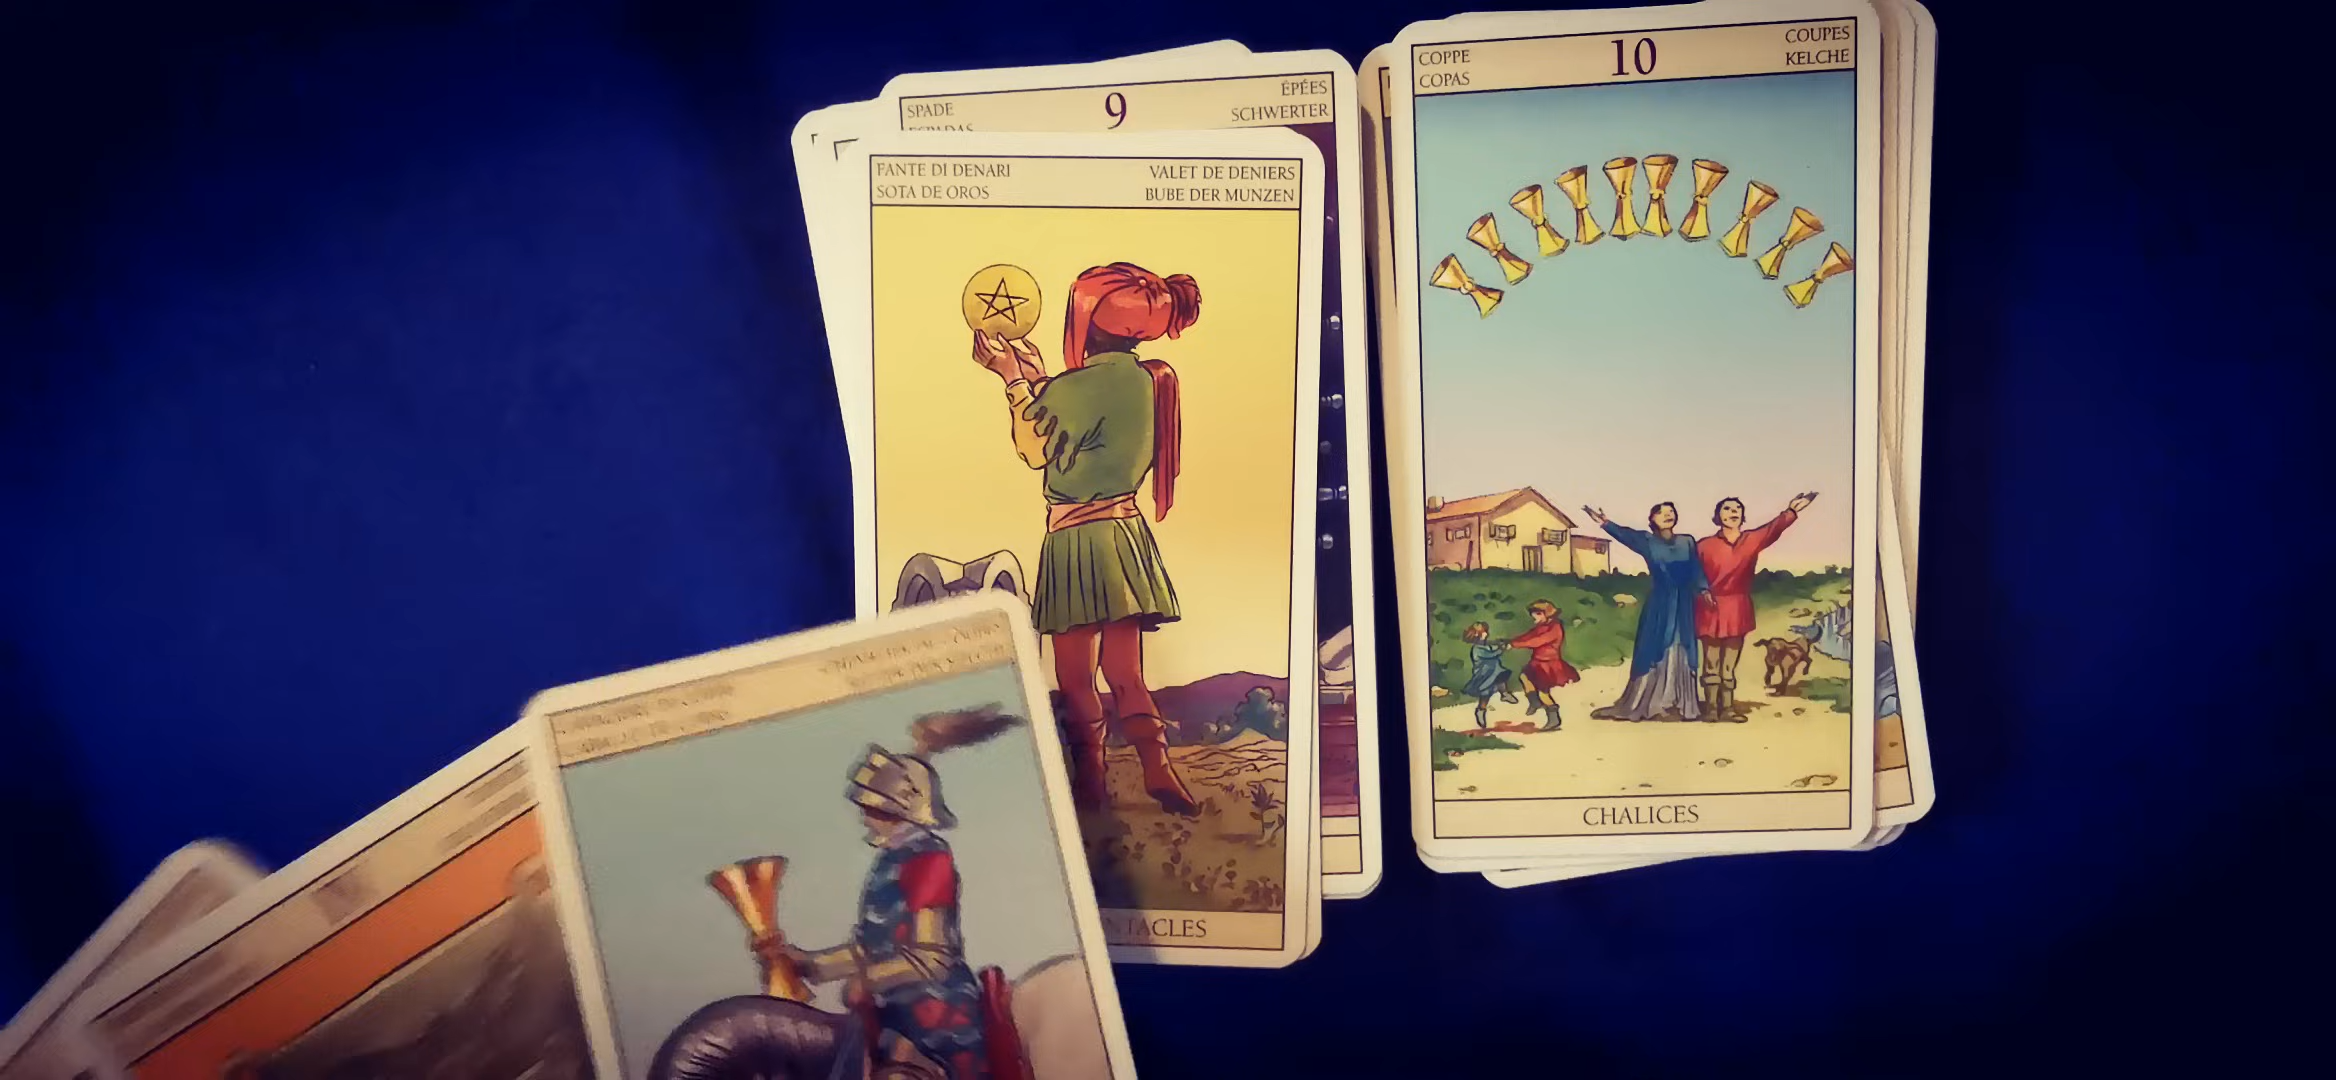 SPADE
9
ÉPÉES
SCHWERTER
FANTE DI DENARI
SOTA DE OROS
VALET DE DENIERS
BUBE DER MUNZEN
COPPE
COPAS
10
COUPES
KELCHE
CHALICES